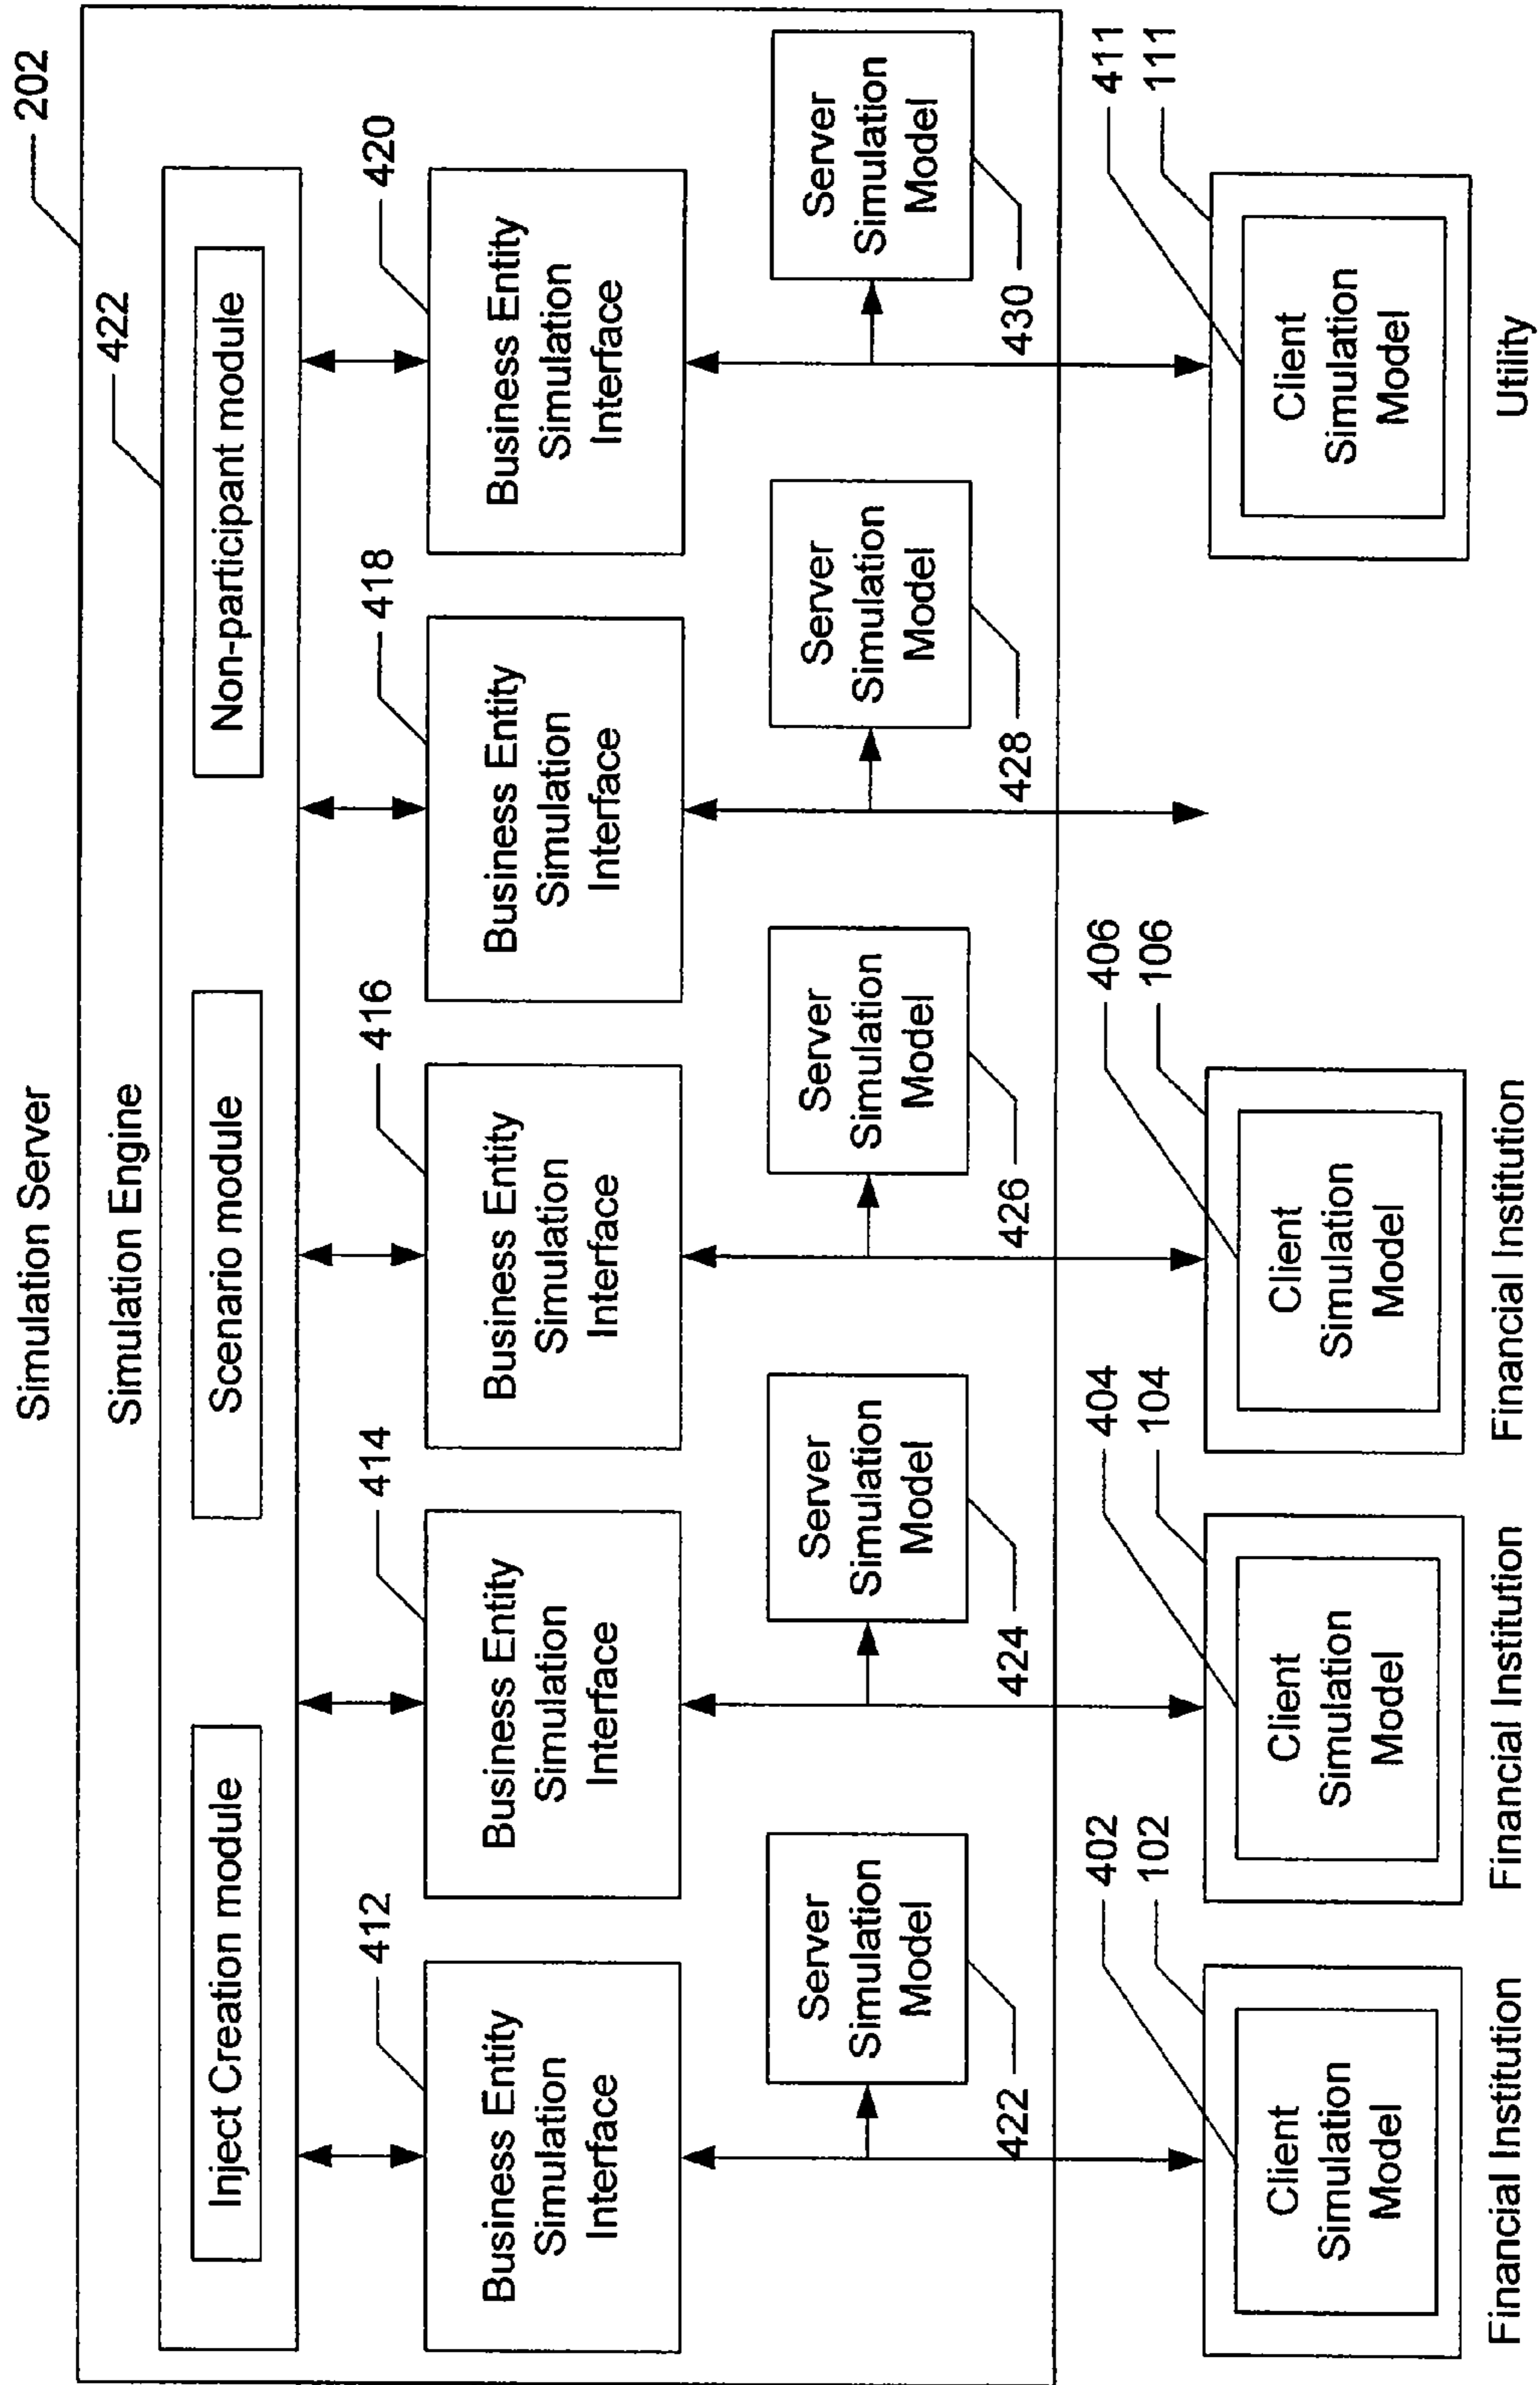 Simulation Server
202
Simulation Engine
422
Inject Creation module
Scenario module
Non-participant module
412
414
416
418
420
Business Entity
Simulation
Interface
Business Entity
Simulation
Interface
Business Entity
Simulation
Interface
Business Entity
Simulation
Interface
Business Entity
Simulation
Interface
Server
Simulation
Model
Server
Simulation
Model
Server
Simulation
Model
Server
Simulation
Model
Server
Simulation
Model
422
424
426
428
430
402
102
404
104
406
106
411
111
Client
Simulation
Model
Client
Simulation
Model
Client
Simulation
Model
Client
Simulation
Model
Financial Institution
Financial Institution
Financial Institution
Utility